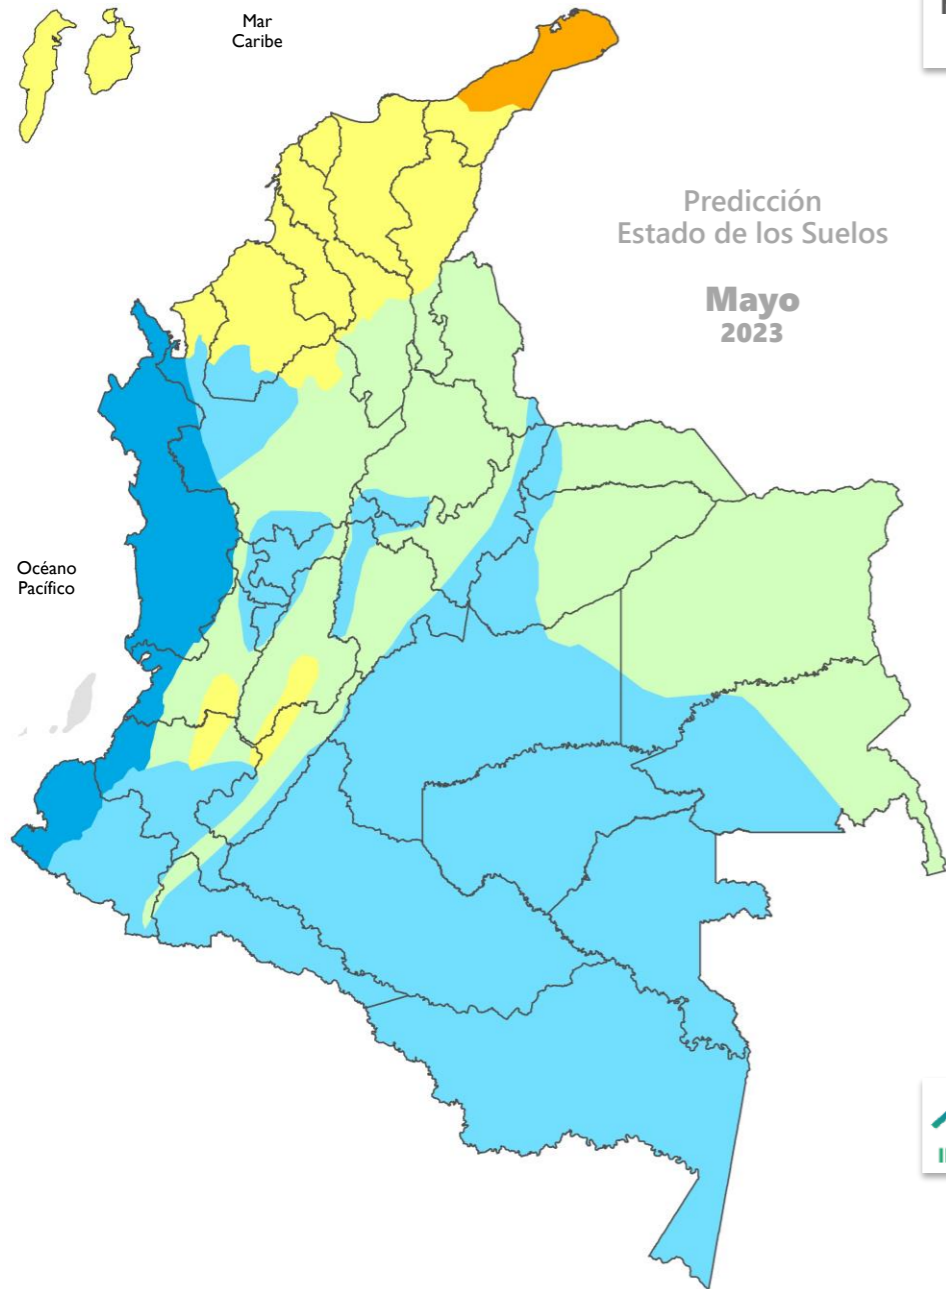 Mar
Caribe
Predicción
Estado de los Suelos
Mayo
2023
Océano
Pacífico